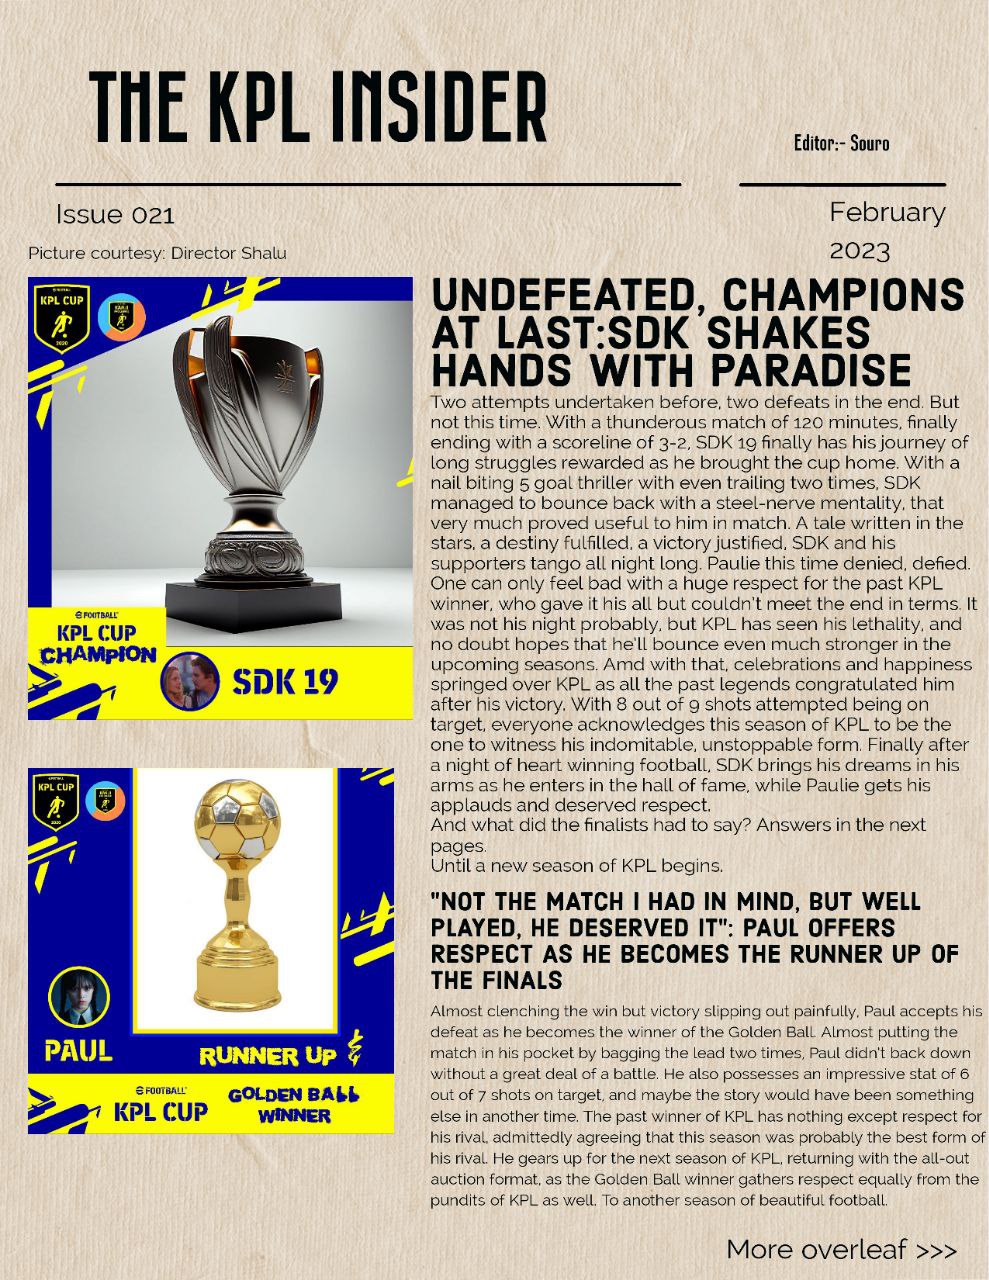 THE KPL INSIDER
Editor:- Souro
Issue 021
February
2023
Picture courtesy: Director Shalu
KPL CUP
2020
FOOTBALL
KPL CUP
CHAMPION
SDK 19
UNDEFEATED, CHAMPIONS
AT LAST:SDK SHAKES
HANDS WITH PARADISE
Two attempts undertaken before, two defeats in the end. But
not this time. With a thunderous match of 120 minutes, finally
ending with a scoreline of 3-2, SDK 19 finally has his journey of
long struggles rewarded as he brought the cup home. With a
nail biting 5 goal thriller with even trailing two times, SDK
managed to bounce back with a steel-nerve mentality, that
very much proved useful to him in match. A tale written in the
stars, a destiny fulfilled, a victory justified, SDK and his
supporters tango all night long. Paulie this time denied, defied.
One can only feel bad with a huge respect for the past KPL
winner, who gave it his all but couldn't meet the end in terms. It
was not his night probably, but KPL has seen his lethality, and
no doubt hopes that he'll bounce even much stronger in the
upcoming seasons. Amd with that, celebrations and happiness
springed over KPL as all the past legends congratulated him
after his victory. With 8 out of 9 shots attempted being on
target, everyone acknowledges this season of KPL to be the
one to witness his indomitable, unstoppable form. Finally after
a night of heart winning football, SDK brings his dreams in his
arms as he enters in the hall of fame, while Paulie gets his
applauds and deserved respect.
And what did the finalists had to say? Answers in the next
pages.
Until a new season of KPL begins.
KPL CUP
2020
PAUL
RUNNER UP &
FOOTBALL
KPL CUP
GOLDEN BALL
WINNER
"NOT THE MATCH I HAD IN MIND, BUT WELL
PLAYED, HE DESERVED IT": PAUL OFFERS
RESPECT AS HE BECOMES THE RUNNER UP OF
THE FINALS
Almost clenching the win but victory slipping out painfully, Paul accepts his
defeat as he becomes the winner of the Golden Ball. Almost putting the
match in his pocket by bagging the lead two times, Paul didn't back down
without a great deal of a battle. He also possesses an impressive stat of 6
out of 7 shots on target, and maybe the story would have been something
else in another time. The past winner of KPL has nothing except respect for
his rival, admittedly agreeing that this season was probably the best form of
his rival. He gears up for the next season of KPL, returning with the all-out
auction format, as the Golden Ball winner gathers respect equally from the
pundits of KPL as well. To another season of beautiful football.
More overleaf >>>